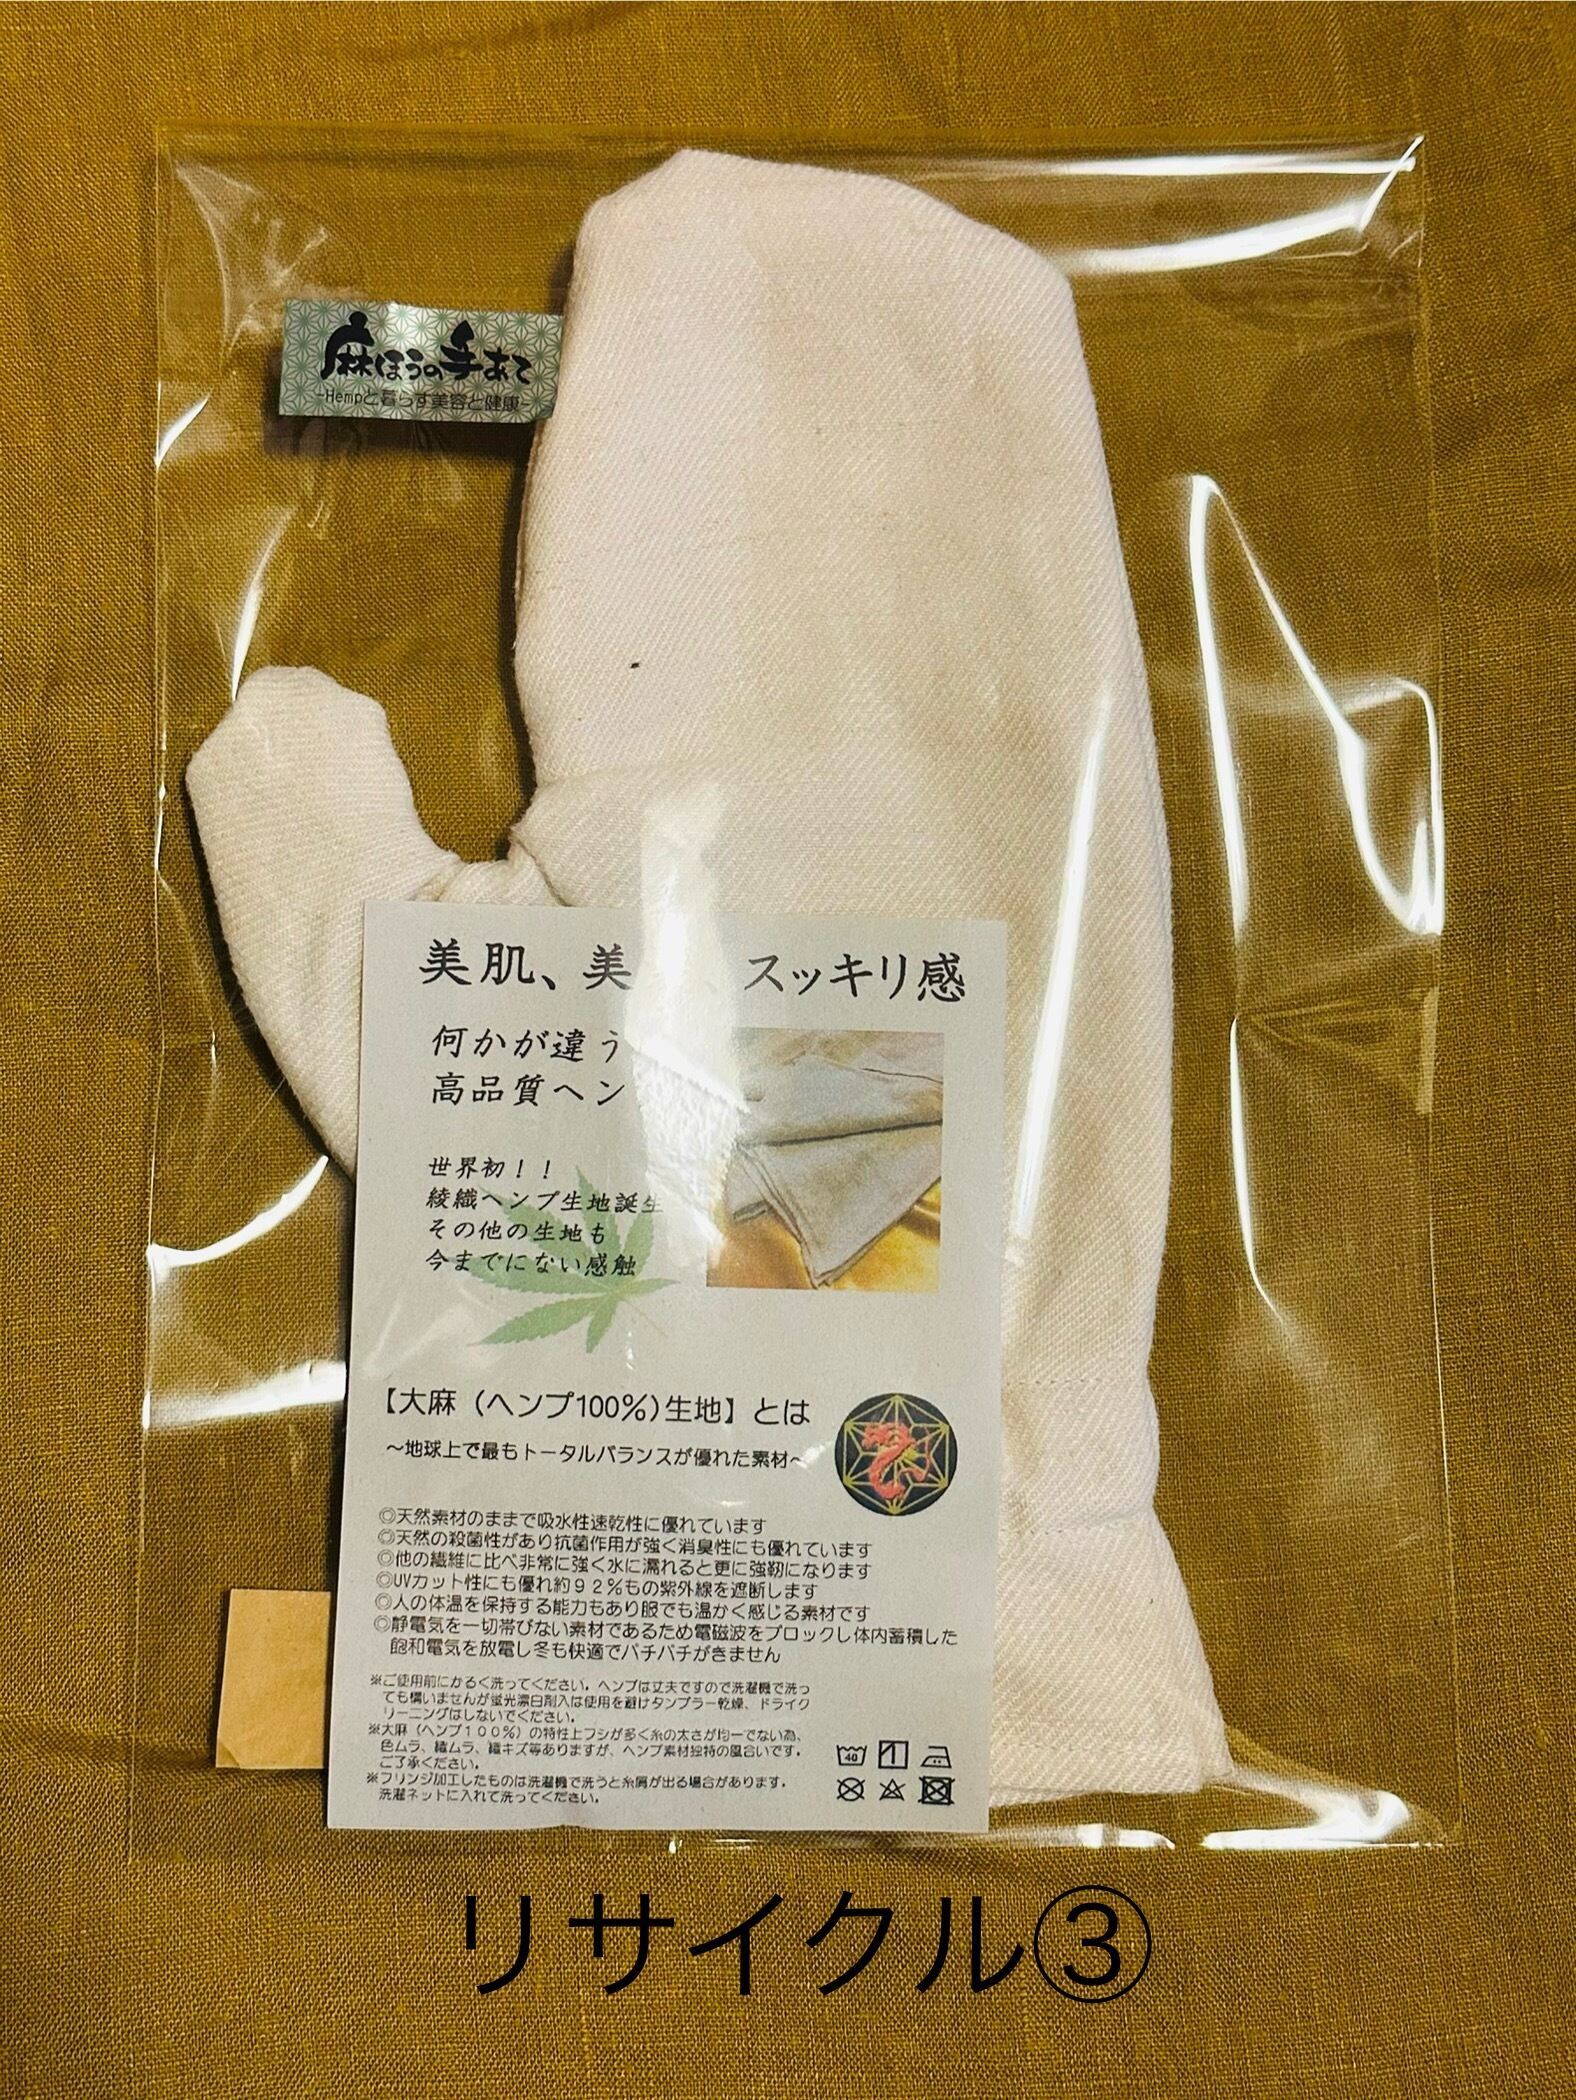 麻ほうの手あて
~Hempと暮らす美容と健康~
美肌、美 、スッキリ感
何かが違う
高品質ヘン
世界初！！
綾織ヘンプ生地誕生
その他の生地も
今までにない感触
【大麻（ヘンプ100％）生地】とは
～地球上で最もトータルバランスが優れた素材～
◎天然素材のままで吸水性速乾性に優れています
◎天然の殺菌性があり抗菌作用が強く消臭性にも優れています
◎他の繊維に比べ非常に強く水に濡れると更に強靭になります
◎UVカット性にも優れ約９２％もの紫外線を遮断します
◎人の体温を保持する能力もあり服でも温かく感じる素材です
◎静電気を一切帯びない素材であるため電磁波をブロックし体内蓄積した
飽和電気を放電し冬も快適でパチパチがきません
※ご使用前にかるく洗ってください。ヘンプは丈夫ですので洗濯機で洗っ
ても構いませんが蛍光漂白剤入は使用を避けタンブラー乾燥、ドライク
リーニングはしないでください。
※大麻（ヘンプ１００％）の特性上フシが多く糸の太さが均一でない為、
色ムラ、織ムラ、織キズ等ありますが、ヘンプ素材独特の風合いです。
ご了承ください。
※フリンジ加工したものは洗濯機で洗うと糸屑が出る場合があります。
洗濯ネットに入れて洗ってください。
40
リサイクル③